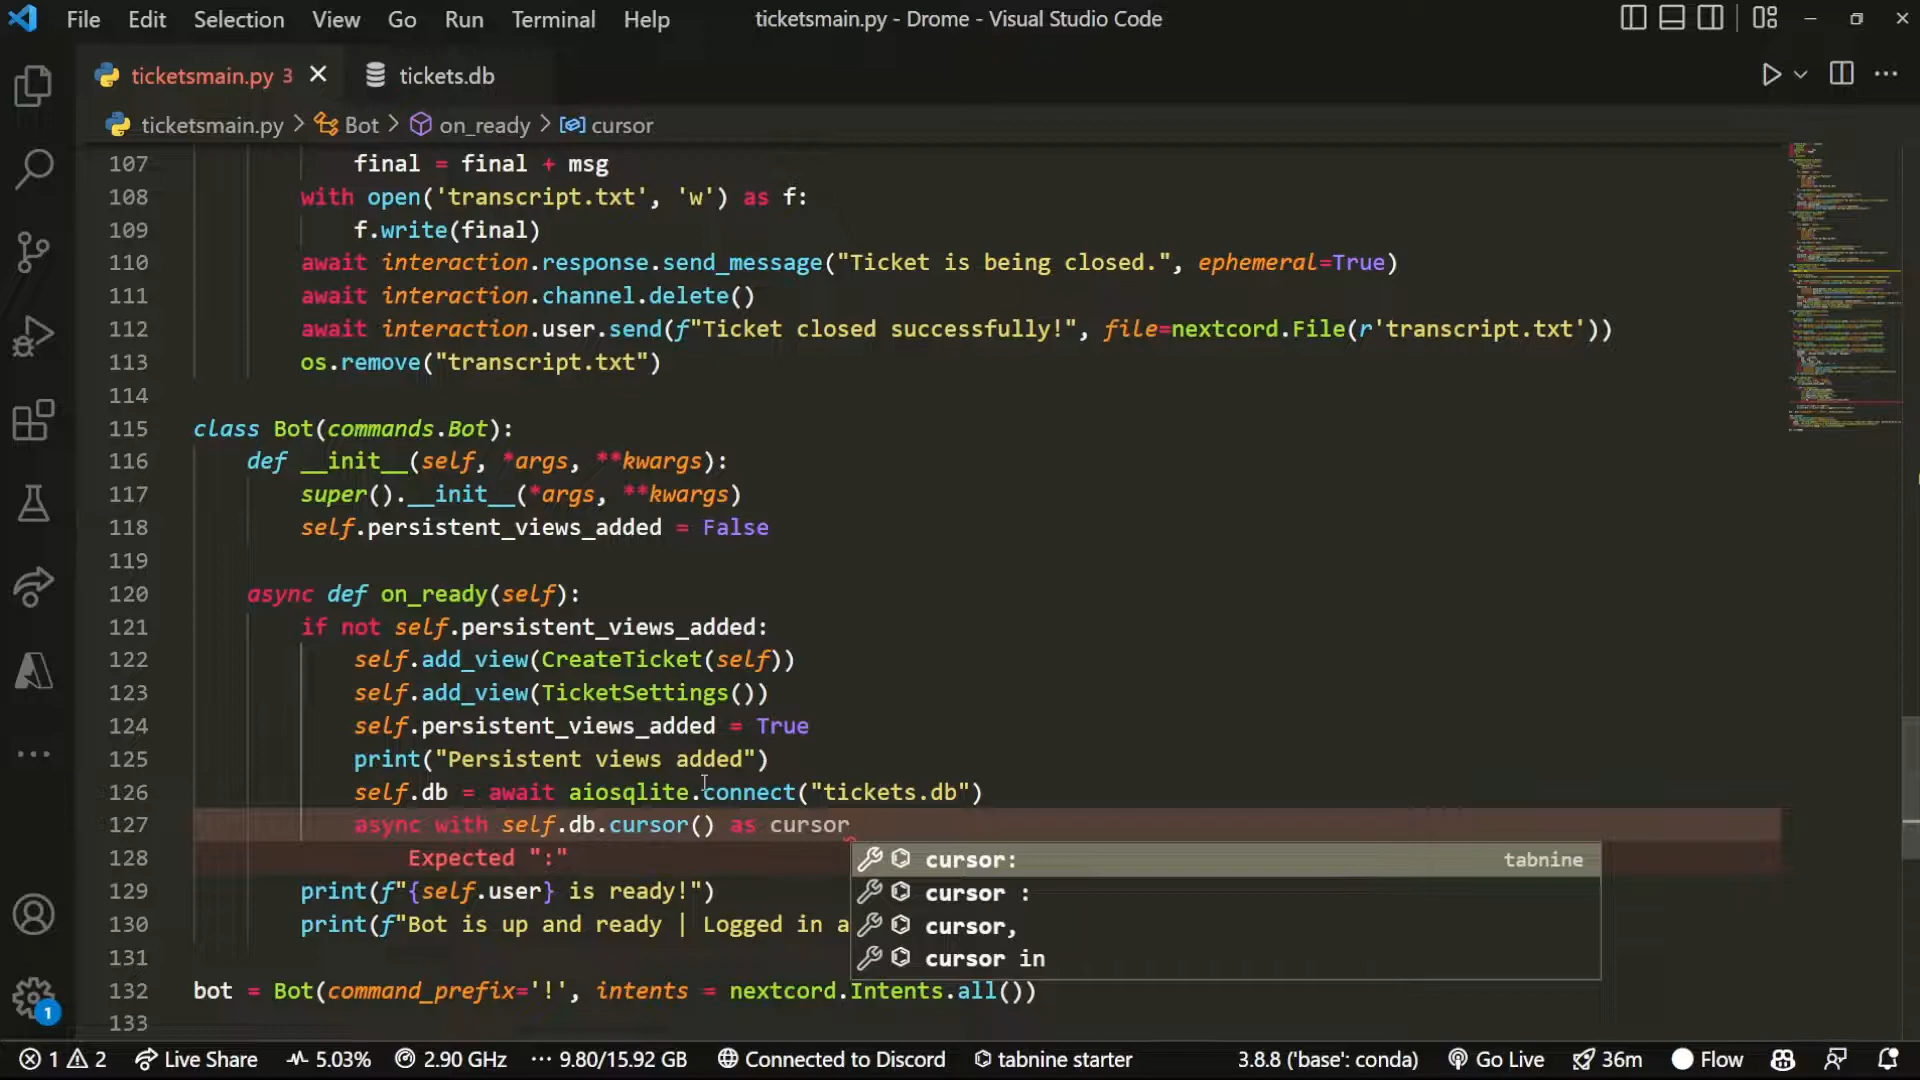 File Edit Selection View Go Run Terminal Help ticketsmain.py - Drome - Visual Studio Code
ticketsmain.py 3 tickets.db
ticketsmain.py > Bot > on_ready > cursor
107 final = final + msg
108 with open('transcript.txt', 'w') as f:
109 f.write(final)
110 await interaction.response.send_message("Ticket is being closed.", ephemeral=True)
111 await interaction.channel.delete()
112 await interaction.user.send(f"Ticket closed successfully!", file=nextcord.File(r'transcript.txt'))
113 os.remove("transcript.txt")
114
115 class Bot(commands.Bot):
116 def __init__(self, *args, **kwargs):
117 super().__init__(*args, **kwargs)
118 self.persistent_views_added = False
119
120 async def on_ready(self):
121 if not self.persistent_views_added:
122 self.add_view(CreateTicket(self))
123 self.add_view(TicketSettings())
124 self.persistent_views_added = True
125 print("Persistent views added")
126 self.db = await aiosqlite.connect("tickets.db")
127 async with self.db.cursor() as cursor
128 Expected ":"
cursor: tabnine
cursor :
cursor,
cursor in
129 print(f"{self.user} is ready!")
130 print(f"Bot is up and ready | Logged in a
131
132 bot = Bot(command_prefix='!', intents = nextcord.Intents.all())
133
1
1 2 Live Share 5.03% 2.90 GHz 9.80/15.92 GB Connected to Discord tabnine starter 3.8.8 ('base': conda) Go Live 36m Flow